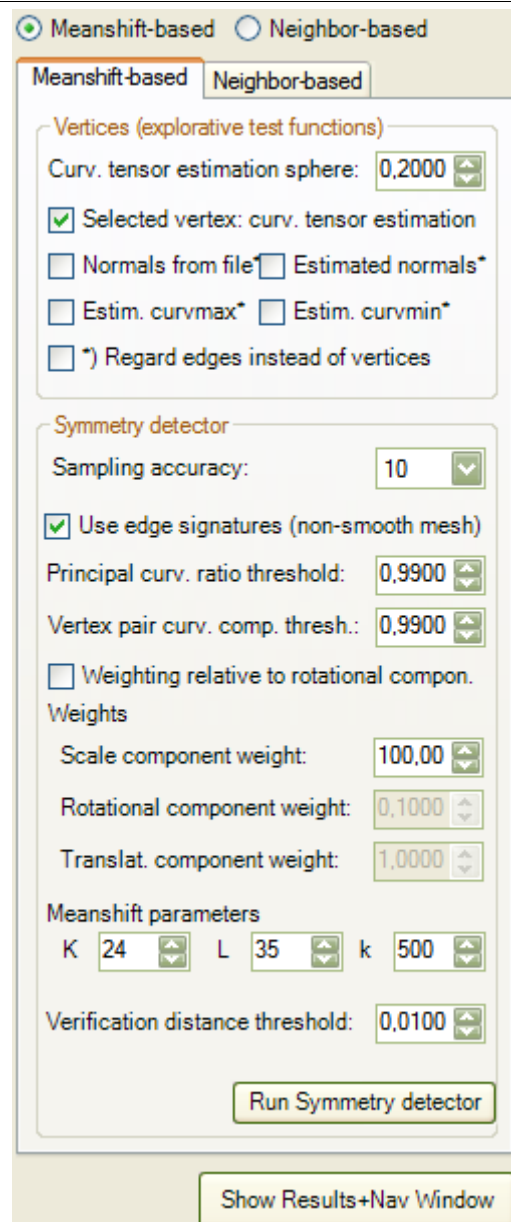 Meanshift-based Neighbor-based
Meanshift-based Neighbor-based
Vertices (explorative test functions)
Curv. tensor estimation sphere: 0,2000
Selected vertex: curv. tensor estimation
Normals from file* Estimated normals*
Estim. curvmax* Estim. curvmin*
*) Regard edges instead of vertices
Symmetry detector
Sampling accuracy: 10
Use edge signatures (non-smooth mesh)
Principal curv. ratio threshold: 0,9900
Vertex pair curv. comp. thresh.: 0,9900
Weighting relative to rotational compon.
Weights
Scale component weight: 100,00
Rotational component weight: 0,1000
Translat. component weight: 1,0000
Meanshift parameters
K 24 L 35 k 500
Verification distance threshold: 0,0100
Run Symmetry detector
Show Results+Nav Window